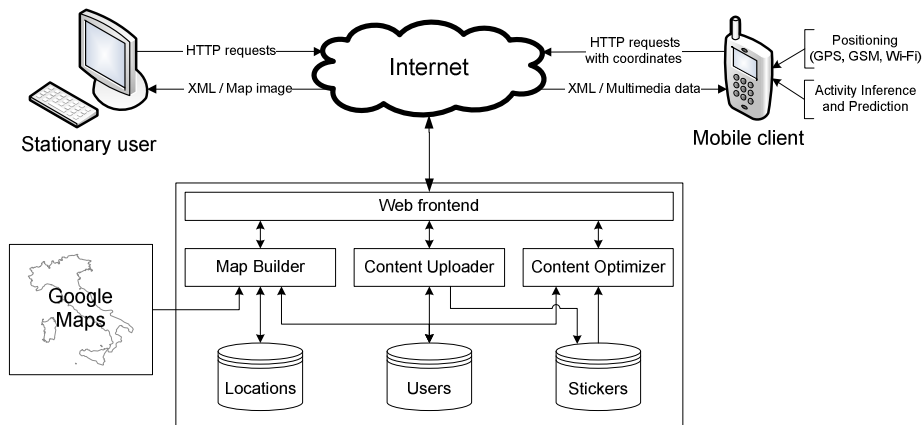 HTTP requests
XML / Map image
Stationary user
Internet
HTTP requests
with coordinates
XML / Multimedia data
Mobile client
Positioning
(GPS, GSM, Wi-Fi)
Activity Inference
and Prediction
Web frontend
Map Builder
Content Uploader
Content Optimizer
Google
Maps
Locations
Users
Stickers